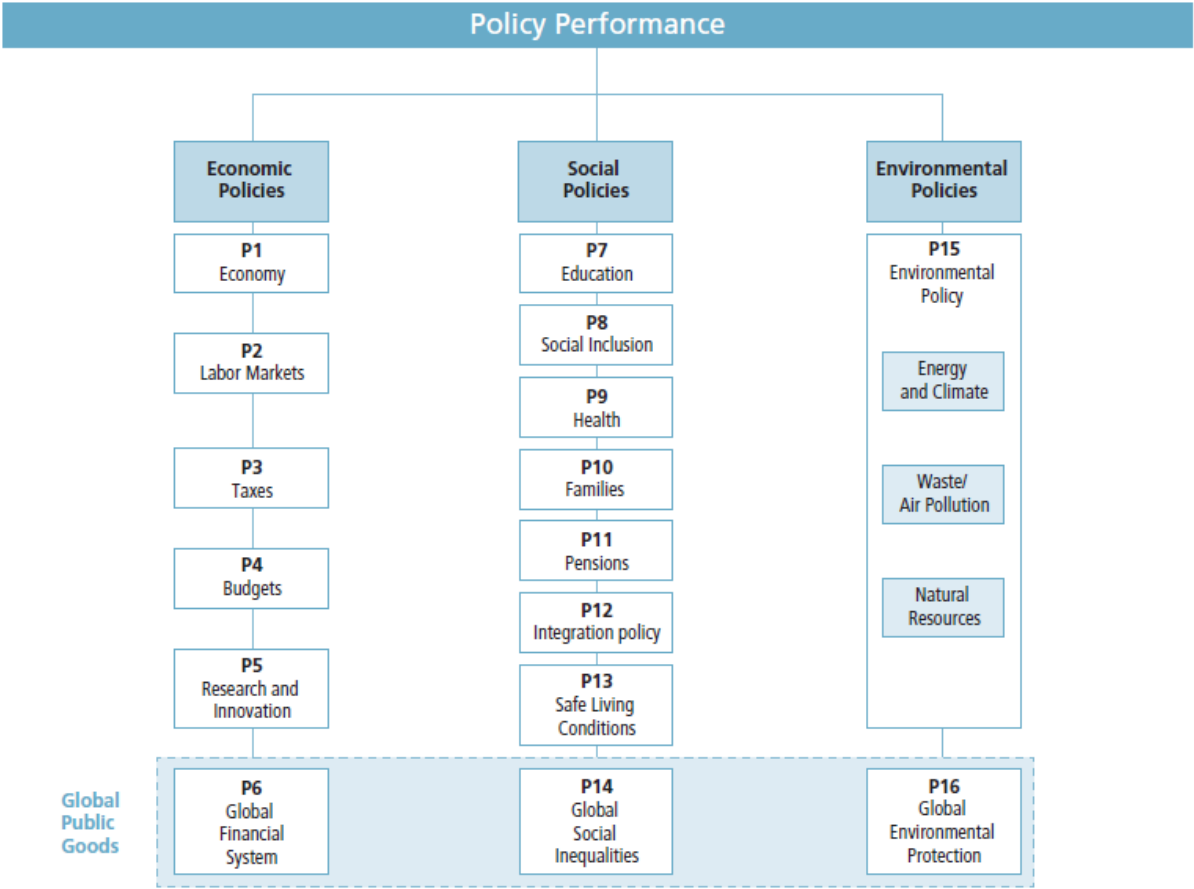 Policy Performance
Economic
Policies
P1
Economy
P2
Labor Markets
P3
Taxes
P4
Budgets
P5
Research and
Innovation
Social
Policies
P7
Education
P8
Social Inclusion
P9
Health
P10
Families
P11
Pensions
P12
Integration policy
P13
Safe Living
Conditions
Environmental
Policies
P15
Environmental
Policy
Energy
and Climate
Waste/
Air Pollution
Natural
Resources
Global
Public
Goods
P6
Global
Financial
System
P14
Global
Social
Inequalities
P16
Global
Environmental
Protection